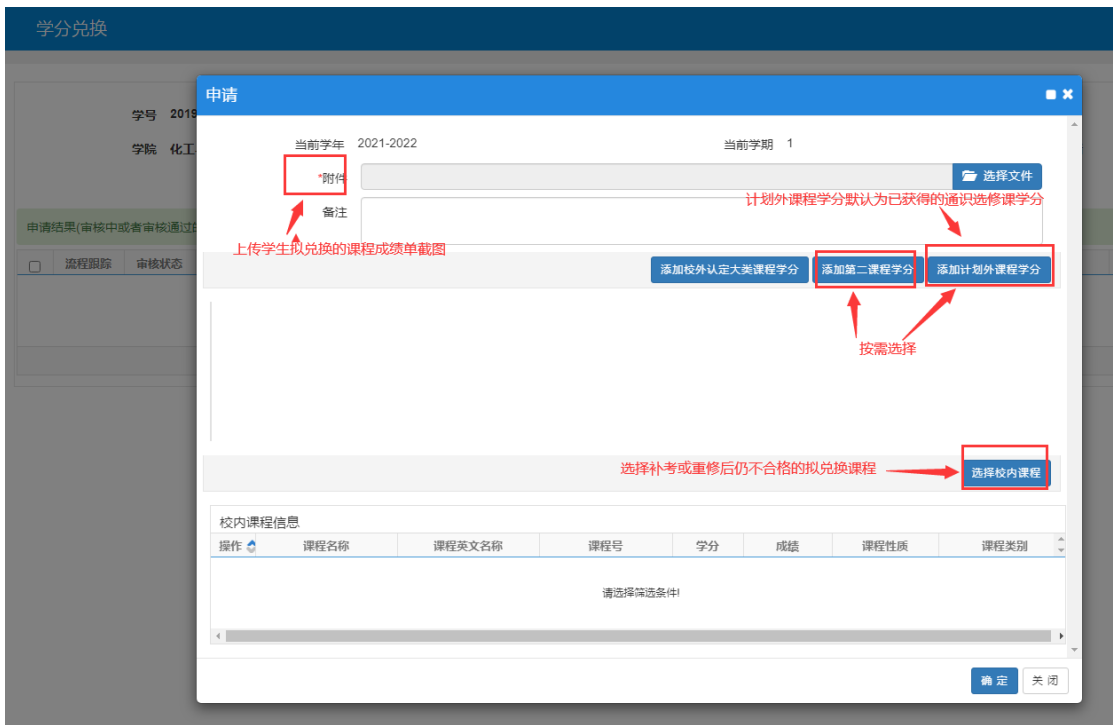 学分兑换
申请
学号 2019
学院 化工
当前学年 2021-2022 当前学期 1
*附件 选择文件
计划外课程学分默认为已获得的通识选修课学分
备注
上传学生拟兑换的课程成绩单截图
申请结果(审核中或者审核通过的
流程跟踪 审核状态
添加校外认定大类课程学分 添加第二课程学分 添加计划外课程学分
按需选择
选择补考或重修后仍不合格的拟兑换课程 选择校内课程
校内课程信息
操作 课程名称 课程英文名称 课程号 学分 成绩 课程性质 课程类别
请选择筛选条件!
确定 关闭